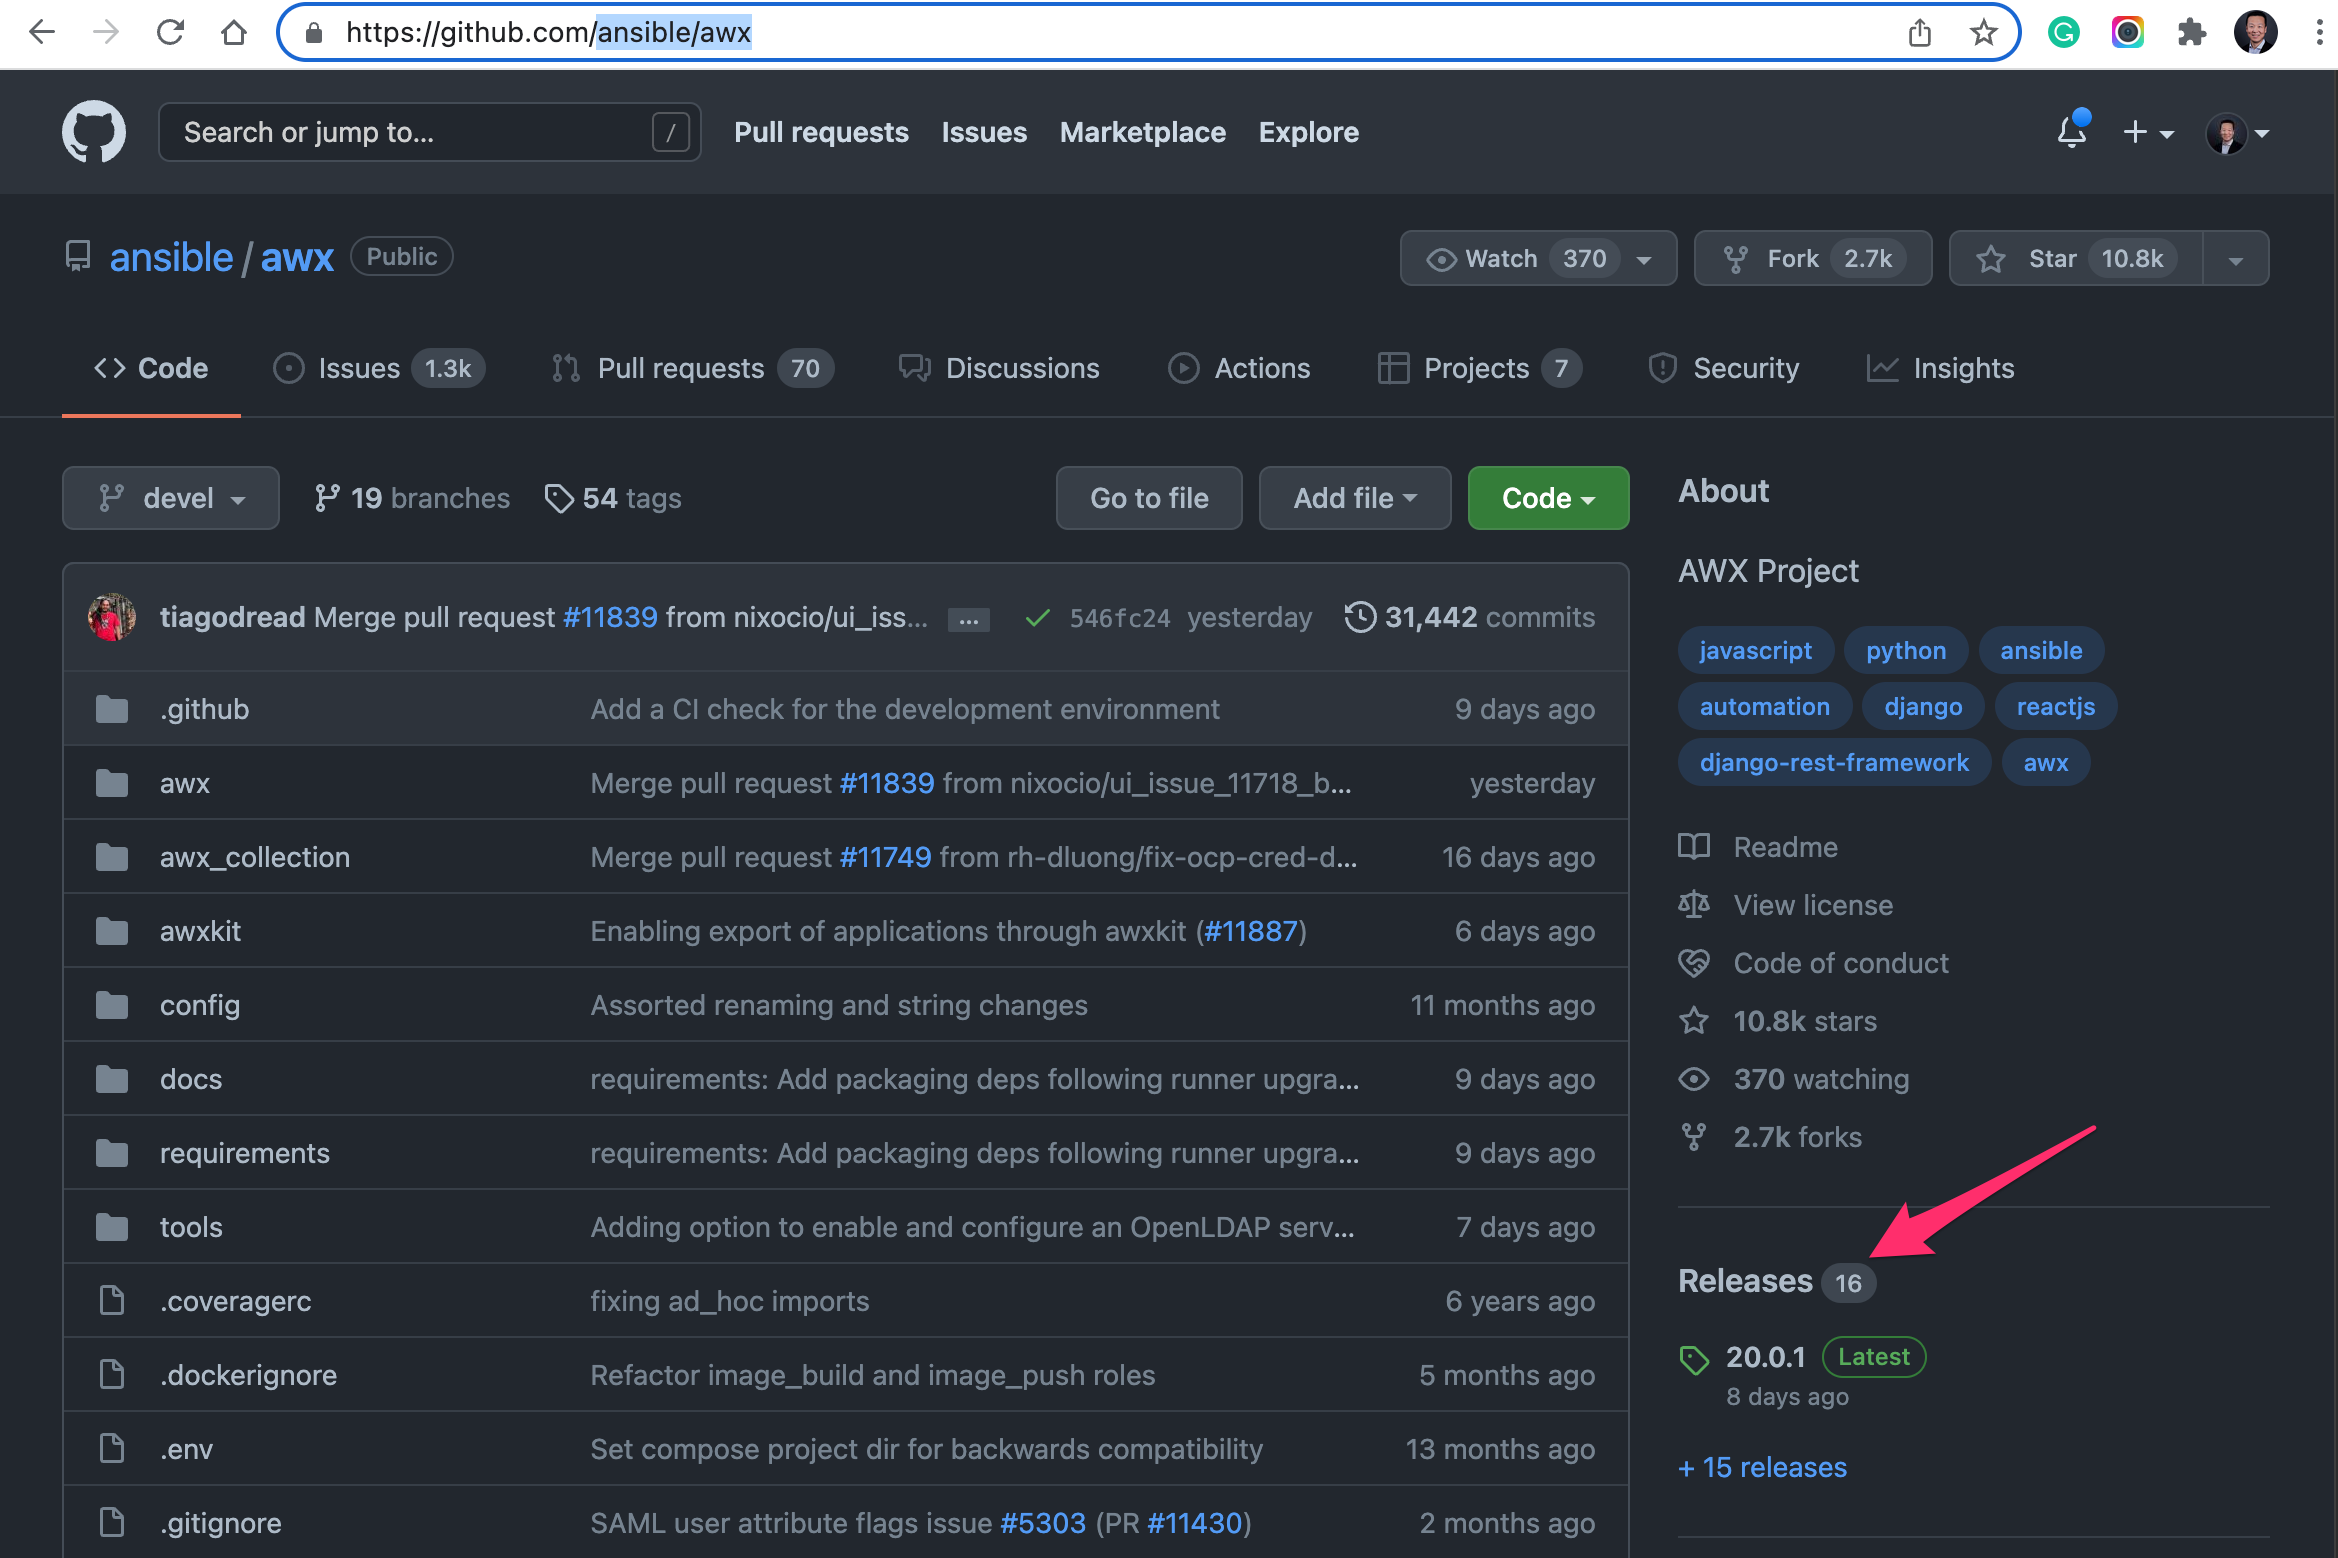 https://github.com/ansible/awx
Search or jump to... /
Pull requests Issues Marketplace Explore
ansible / awx Public
Watch 370 Fork 2.7k Star 10.8k
Code Issues 1.3k Pull requests 70 Discussions Actions Projects 7 Security Insights
devel 19 branches 54 tags Go to file Add file Code
tiagodread Merge pull request #11839 from nixocio/ui_iss... ... 546fc24 yesterday 31,442 commits
.github Add a CI check for the development environment 9 days ago
awx Merge pull request #11839 from nixocio/ui_issue_11718_b... yesterday
awx_collection Merge pull request #11749 from rh-dluong/fix-ocp-cred-d... 16 days ago
awxkit Enabling export of applications through awxkit (#11887) 6 days ago
config Assorted renaming and string changes 11 months ago
docs requirements: Add packaging deps following runner upgra... 9 days ago
requirements requirements: Add packaging deps following runner upgra... 9 days ago
tools Adding option to enable and configure an OpenLDAP serv... 7 days ago
.coveragerc fixing ad_hoc imports 6 years ago
.dockerignore Refactor image_build and image_push roles 5 months ago
.env Set compose project dir for backwards compatibility 13 months ago
.gitignore SAML user attribute flags issue #5303 (PR #11430) 2 months ago
About
AWX Project
javascript python ansible
automation django reactjs
django-rest-framework awx
Readme
View license
Code of conduct
10.8k stars
370 watching
2.7k forks
Releases 16
20.0.1 Latest
8 days ago
+ 15 releases